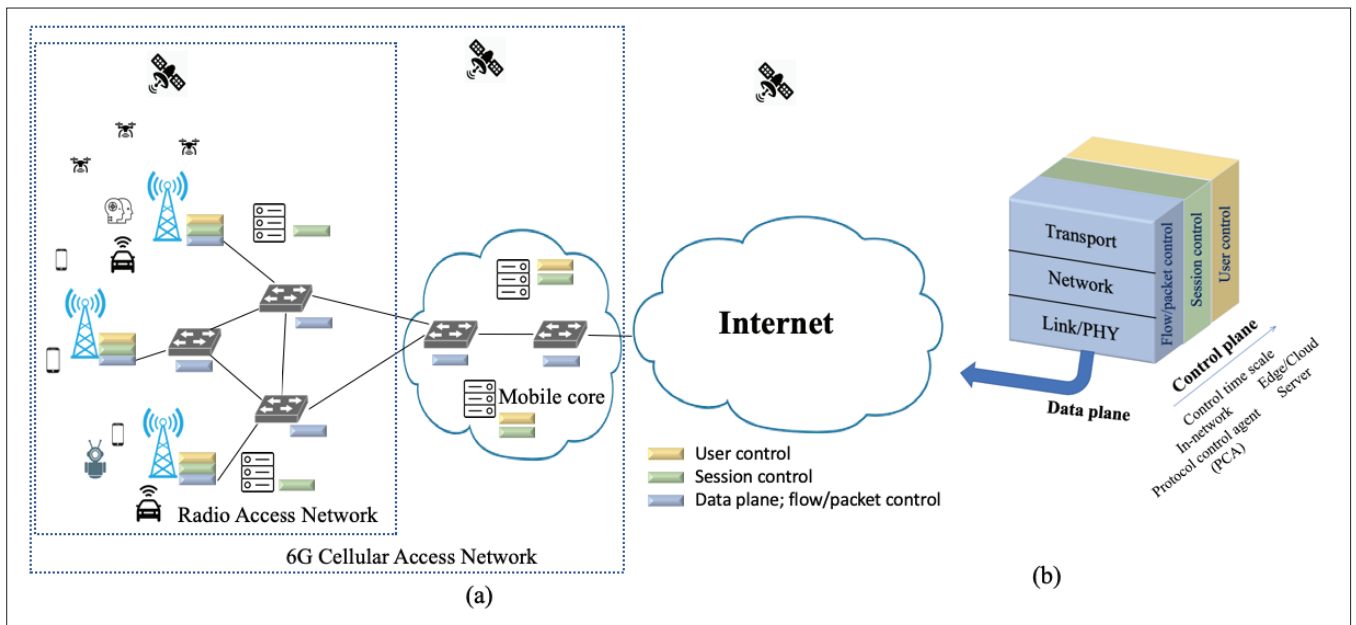 Radio Access Network
6G Cellular Access Network
Mobile core
Internet
User control
Session control
Data plane; flow/packet control
(a)
Transport
Network
Link/PHY
Flow/packet control
Session control
User control
Data plane
Control plane
Control time scale
In-network
Edge/Cloud
Server
Protocol control agent
(PCA)
(b)